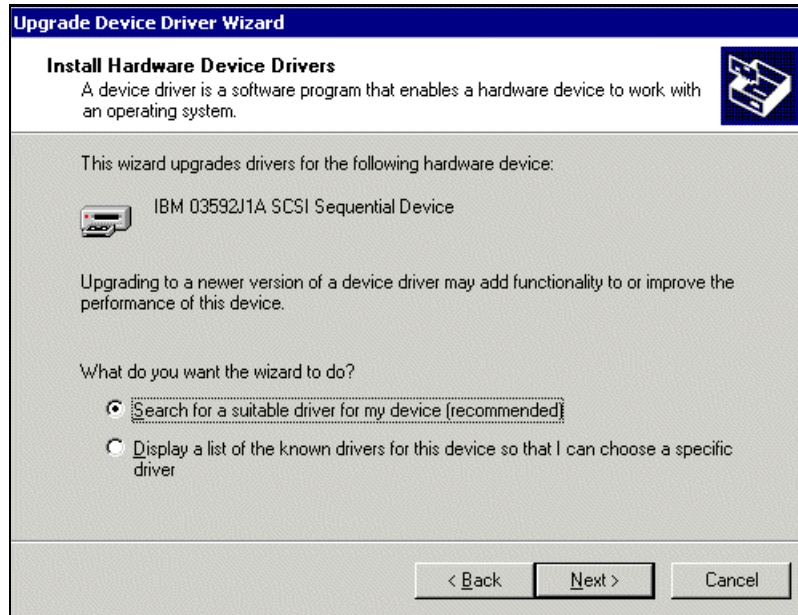 Upgrade Device Driver Wizard
Install Hardware Device Drivers
A device driver is a software program that enables a hardware device to work with
an operating system.
This wizard upgrades drivers for the following hardware device:
IBM 03592J1A SCSI Sequential Device
Upgrading to a newer version of a device driver may add functionality to or improve the
performance of this device.
What do you want the wizard to do?
Search for a suitable driver for my device (recommended)
Display a list of the known drivers for this device so that I can choose a specific
driver
< Back
Next >
Cancel